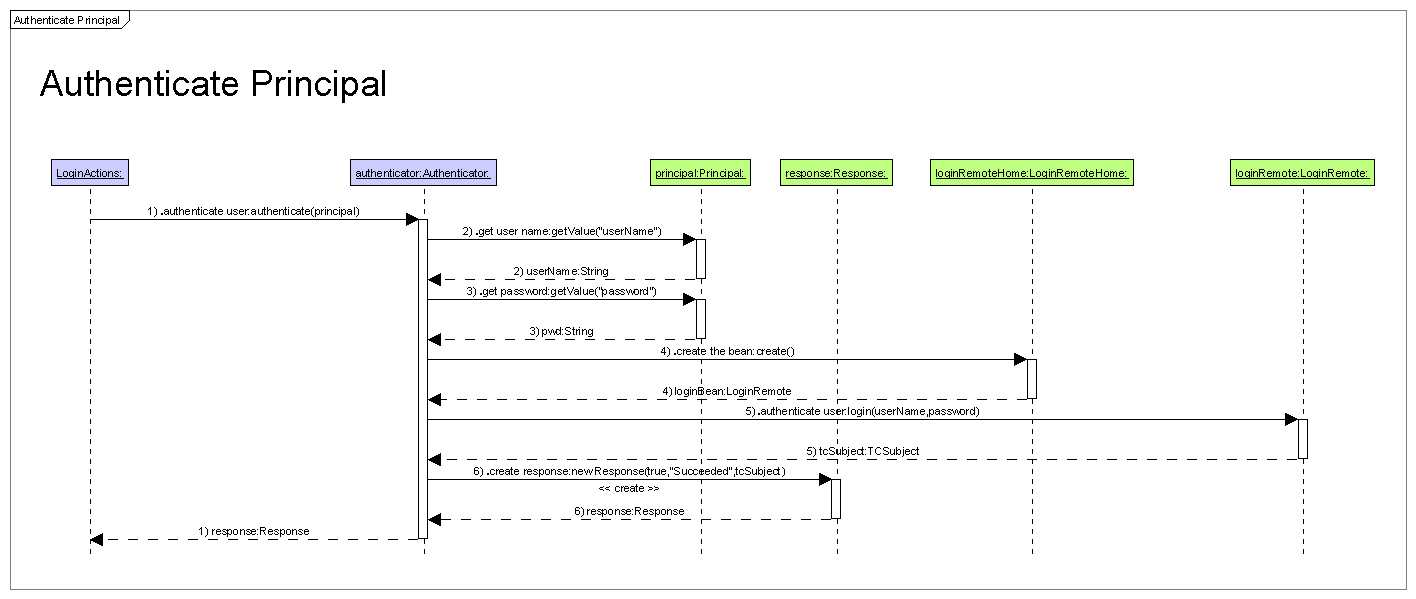 Authenticate Principal
Authenticate Principal
LoginActions:
authenticator:Authenticator:
principal:Principal:
response:Response:
loginRemoteHome:LoginRemoteHome:
loginRemote:LoginRemote:
1) .authenticate user:authenticate(principal)
2) .get user name:getValue("userName")
2) userName:String
3) .get password:getValue("password")
3) pwd:String
4) .create the bean:create()
4) loginBean:LoginRemote
5) .authenticate user:login(userName,password)
5) tcSubject:TCSubject
6) .create response:newResponse(true,"Succeeded",tcSubject)
<< create >>
6) response:Response
1) response:Response